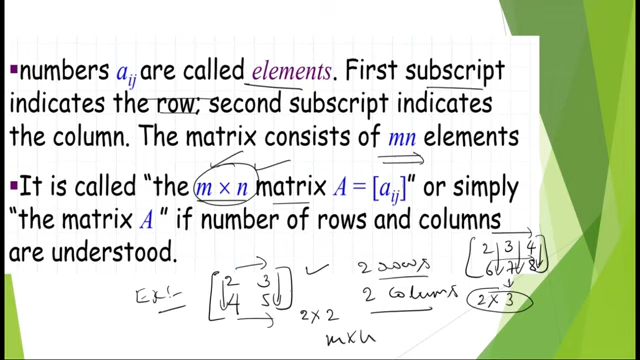 ▪numbers aij are called elements. First subscript
indicates the row; second subscript indicates
the column. The matrix consists of mn elements
▪It is called "the m × n matrix A = [aij]" or simply
"the matrix A" if number of rows and columns
are understood.
Ex:-
[2 3
4 5]
2×2
✓
2 rows
2 columns
m×n
[2 3 4
6 7 8]
2 × 3